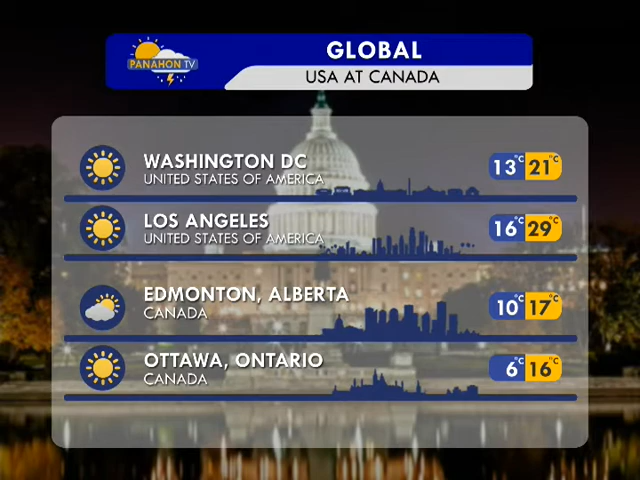 PANAHON TV
GLOBAL
USA AT CANADA
WASHINGTON DC
UNITED STATES OF AMERICA
13°C 21°C
LOS ANGELES
UNITED STATES OF AMERICA
16°C 29°C
EDMONTON, ALBERTA
CANADA
10°C 17°C
OTTAWA, ONTARIO
CANADA
6°C 16°C